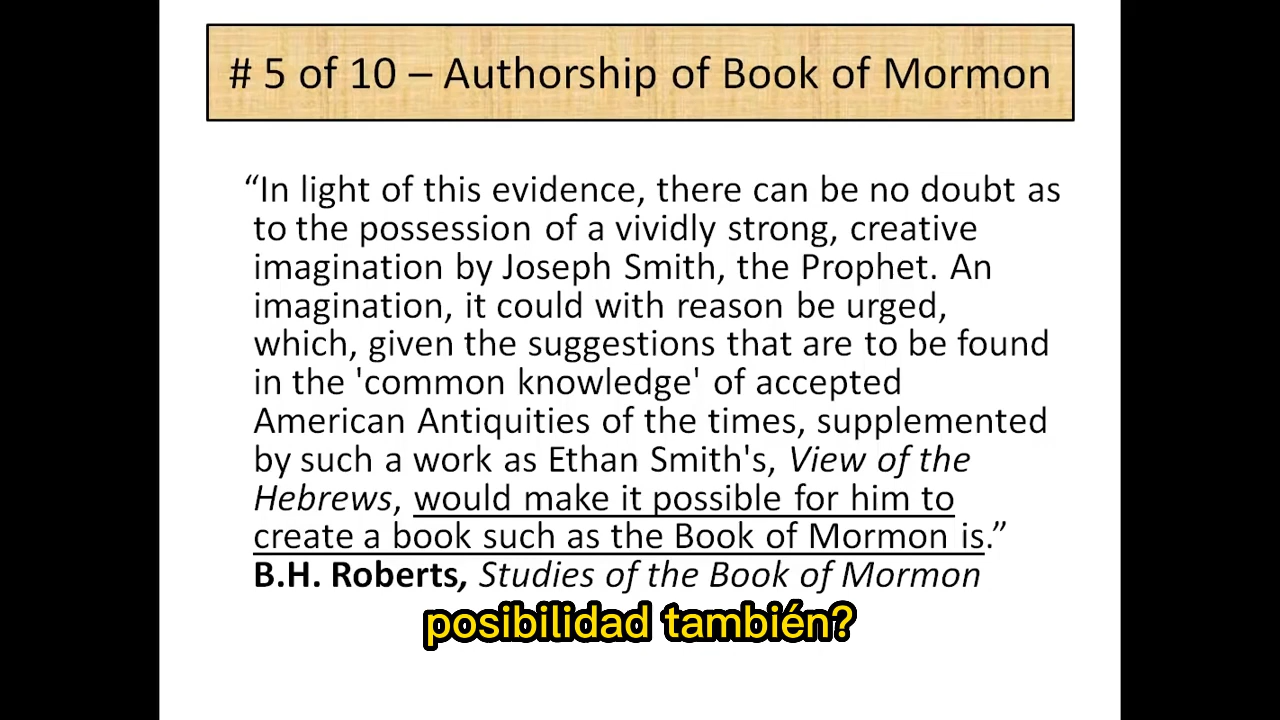 # 5 of 10 – Authorship of Book of Mormon
“In light of this evidence, there can be no doubt as
to the possession of a vividly strong, creative
imagination by Joseph Smith, the Prophet. An
imagination, it could with reason be urged,
which, given the suggestions that are to be found
in the 'common knowledge' of accepted
American Antiquities of the times, supplemented
by such a work as Ethan Smith's, View of the
Hebrews, would make it possible for him to
create a book such as the Book of Mormon is.”
B.H. Roberts, Studies of the Book of Mormon
posibilidad también?